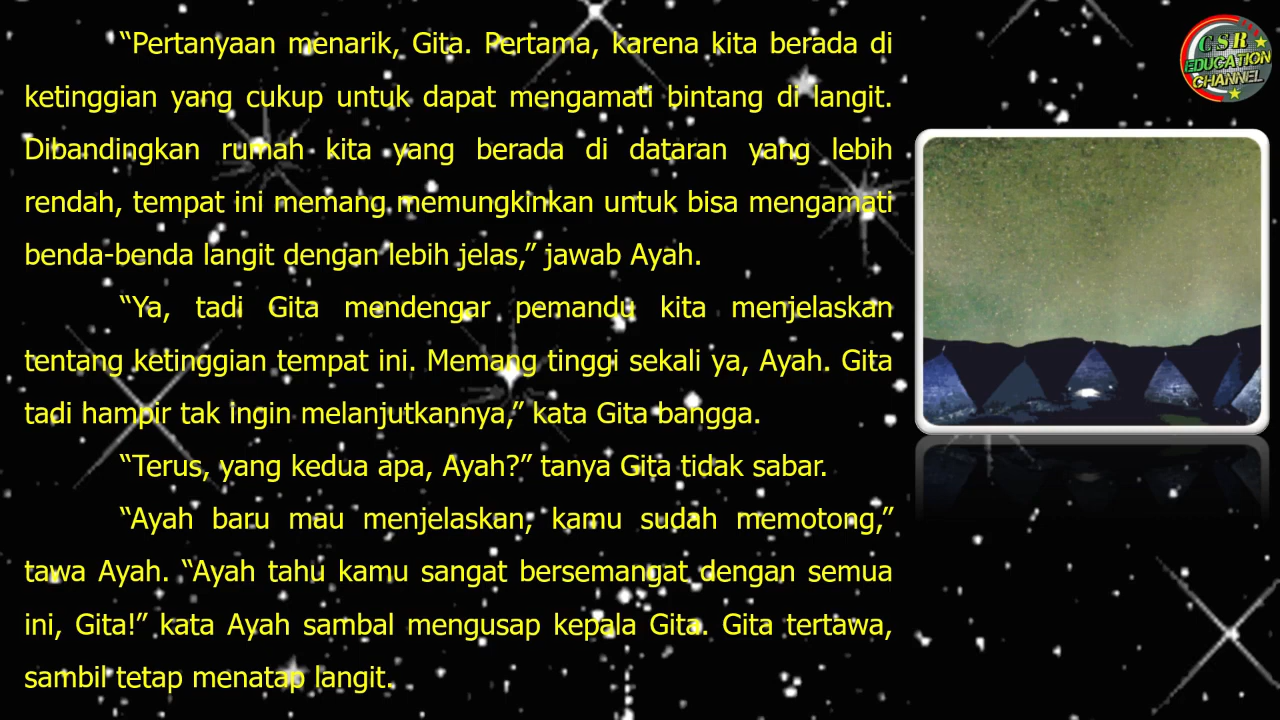 “Pertanyaan menarik, Gita. Pertama, karena kita berada di
ketinggian yang cukup untuk dapat mengamati bintang di langit.
Dibandingkan rumah kita yang berada di dataran yang lebih
rendah, tempat ini memang memungkinkan untuk bisa mengamati
benda-benda langit dengan lebih jelas,” jawab Ayah.
“Ya, tadi Gita mendengar pemandu kita menjelaskan
tentang ketinggian tempat ini. Memang tinggi sekali ya, Ayah. Gita
tadi hampir tak ingin melanjutkannya,” kata Gita bangga.
“Terus, yang kedua apa, Ayah?” tanya Gita tidak sabar.
“Ayah baru mau menjelaskan, kamu sudah memotong,”
tawa Ayah. “Ayah tahu kamu sangat bersemangat dengan semua
ini, Gita!” kata Ayah sambal mengusap kepala Gita. Gita tertawa,
sambil tetap menatap langit.
CSR
EDUCATION
CHANNEL